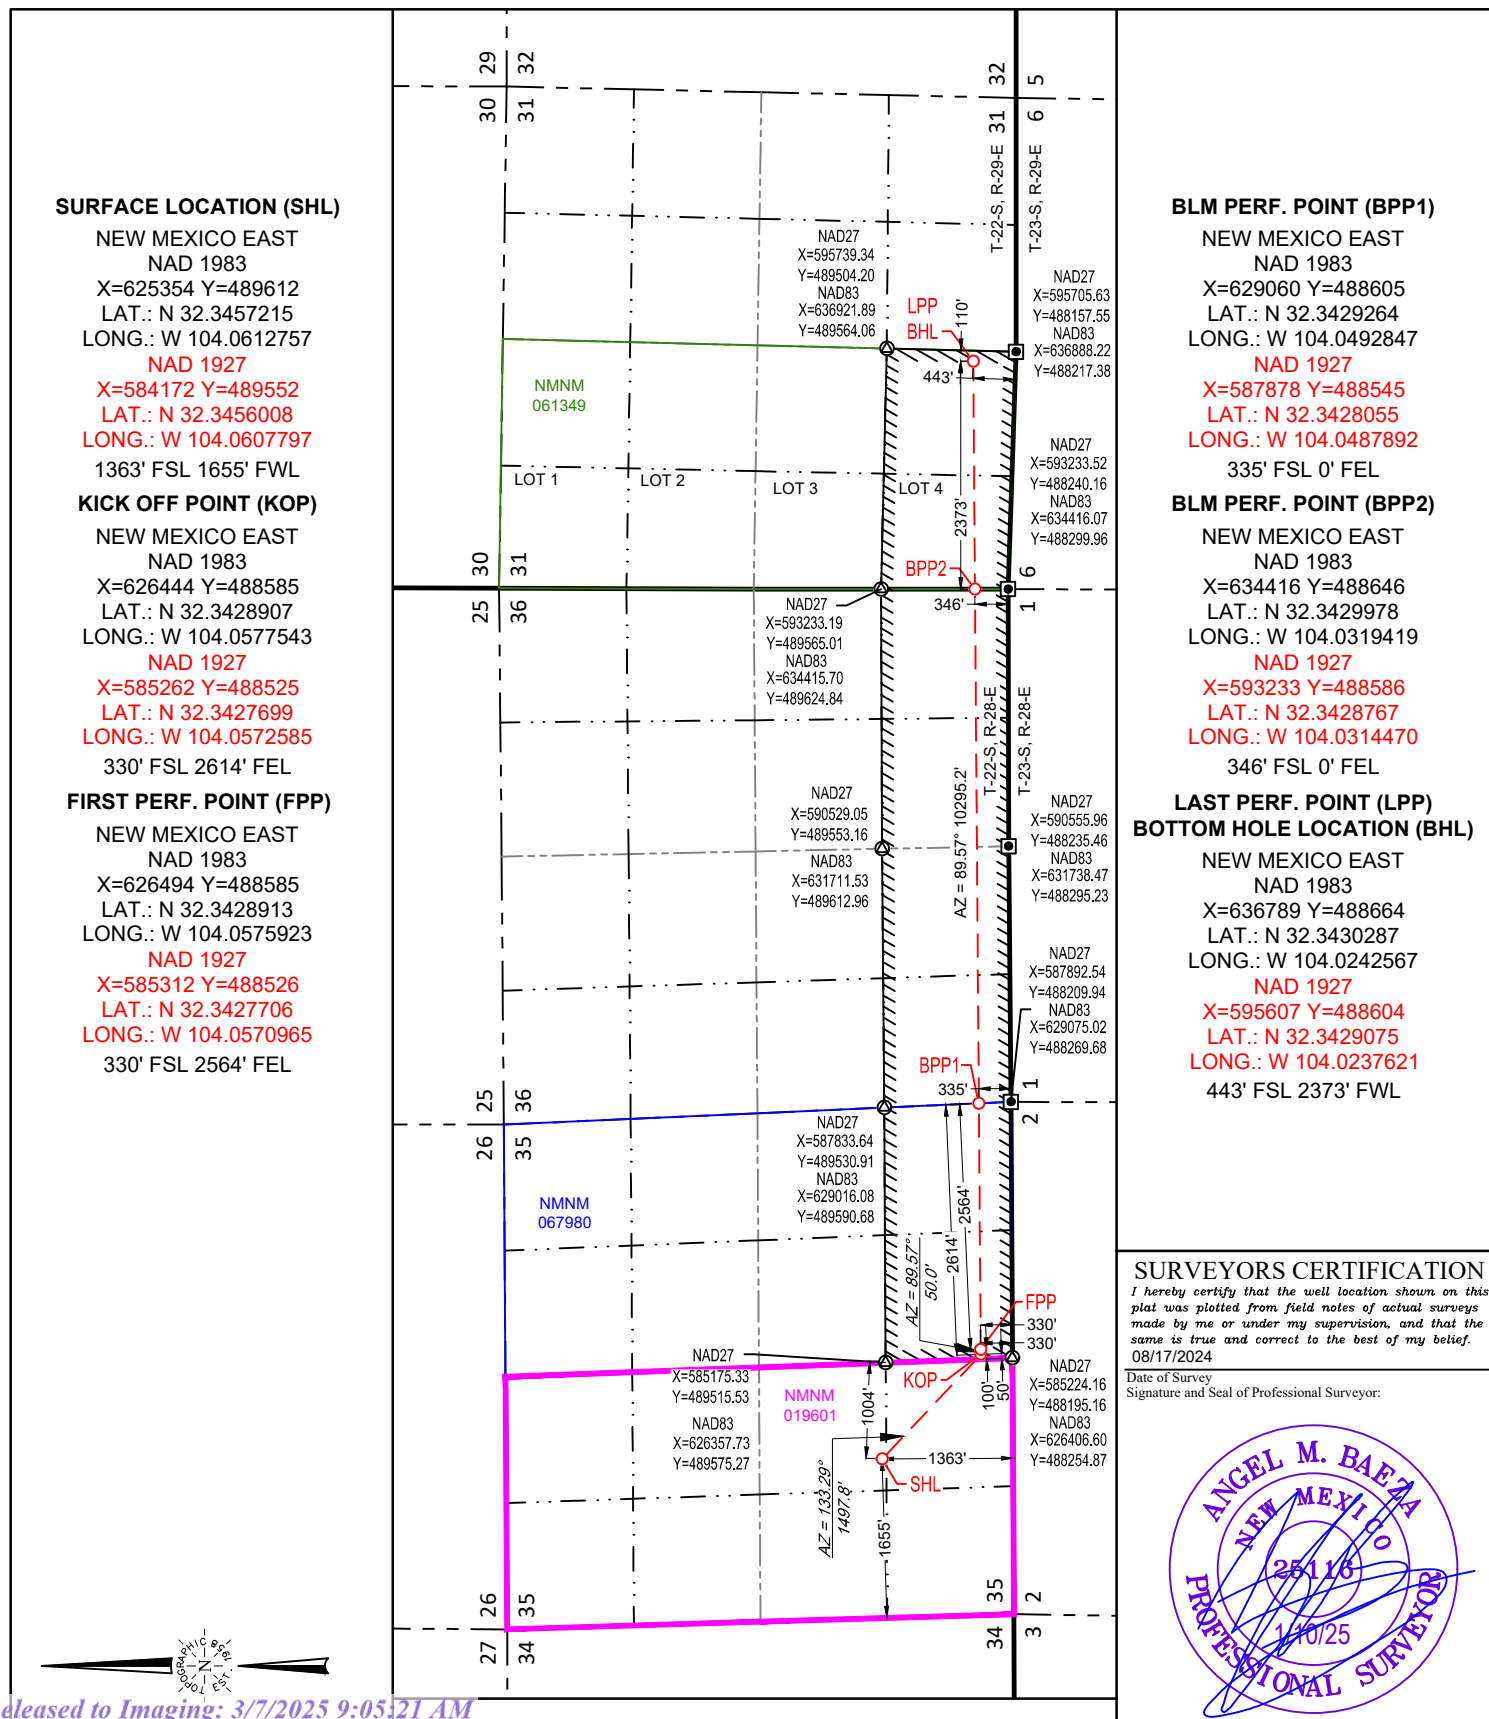 SURFACE LOCATION (SHL)
NEW MEXICO EAST
NAD 1983
X=625354 Y=489612
LAT.: N 32.3457215
LONG.: W 104.0612757
NAD 1927
X=584172 Y=489552
LAT.: N 32.3456008
LONG.: W 104.0607797
1363' FSL 1655' FWL
KICK OFF POINT (KOP)
NEW MEXICO EAST
NAD 1983
X=626444 Y=488585
LAT.: N 32.3428907
LONG.: W 104.0577543
NAD 1927
X=585262 Y=488525
LAT.: N 32.3427699
LONG.: W 104.0572585
330' FSL 2614' FEL
FIRST PERF. POINT (FPP)
NEW MEXICO EAST
NAD 1983
X=626494 Y=488585
LAT.: N 32.3428913
LONG.: W 104.0575923
NAD 1927
X=585312 Y=488526
LAT.: N 32.3427706
LONG.: W 104.0570965
330' FSL 2564' FEL
29 32
30 31
32 5
31 6
T-22-S, R-29-E
T-23-S, R-29-E
NAD27
X=595739.34
Y=489504.20
NAD83
X=636921.89
Y=489564.06
LPP
BHL
110'
443'
NAD27
X=595705.63
Y=488157.55
NAD83
X=636888.22
Y=488217.38
NMNM
061349
LOT 1
LOT 2
LOT 3
LOT 4
2373'
NAD27
X=593233.52
Y=488240.16
NAD83
X=634416.07
Y=488299.96
30 31
25 36
BPP2
346'
6
1
NAD27
X=593233.19
Y=489565.01
NAD83
X=634415.70
Y=489624.84
T-22-S, R-28-E
T-23-S, R-28-E
AZ = 89.57° 10295.2'
NAD27
X=590529.05
Y=489553.16
NAD83
X=631711.53
Y=489612.96
NAD27
X=590555.96
Y=488235.46
NAD83
X=631738.47
Y=488295.23
NAD27
X=587892.54
Y=488209.94
NAD83
X=629075.02
Y=488269.68
BPP1
335'
25 36
26 35
1
2
NAD27
X=587833.64
Y=489530.91
NAD83
X=629016.08
Y=489590.68
NMNM
067980
2564'
2614'
AZ = 89.57°
50.0'
FPP
330'
330'
KOP
100'
50'
NAD27
X=585175.33
Y=489515.53
NAD83
X=626357.73
Y=489575.27
NMNM
019601
1004'
NAD27
X=585224.16
Y=488195.16
NAD83
X=626406.60
Y=488254.87
1363'
SHL
AZ = 133.29°
1497.8'
1655'
26 35
27 34
35 2
34 3
BLM PERF. POINT (BPP1)
NEW MEXICO EAST
NAD 1983
X=629060 Y=488605
LAT.: N 32.3429264
LONG.: W 104.0492847
NAD 1927
X=587878 Y=488545
LAT.: N 32.3428055
LONG.: W 104.0487892
335' FSL 0' FEL
BLM PERF. POINT (BPP2)
NEW MEXICO EAST
NAD 1983
X=634416 Y=488646
LAT.: N 32.3429978
LONG.: W 104.0319419
NAD 1927
X=593233 Y=488586
LAT.: N 32.3428767
LONG.: W 104.0314470
346' FSL 0' FEL
LAST PERF. POINT (LPP)
BOTTOM HOLE LOCATION (BHL)
NEW MEXICO EAST
NAD 1983
X=636789 Y=488664
LAT.: N 32.3430287
LONG.: W 104.0242567
NAD 1927
X=595607 Y=488604
LAT.: N 32.3429075
LONG.: W 104.0237621
443' FSL 2373' FWL
SURVEYORS CERTIFICATION
I hereby certify that the well location shown on this
plat was plotted from field notes of actual surveys
made by me or under my supervision, and that the
same is true and correct to the best of my belief.
08/17/2024
Date of Survey
Signature and Seal of Professional Surveyor:
ANGEL M. BAEZA
NEW MEXICO
25116
1/10/25
PROFESSIONAL SURVEYOR
TOPOGRAPHIC
N
EST. 1958
eleased to Imaging: 3/7/2025 9:05:21 AM